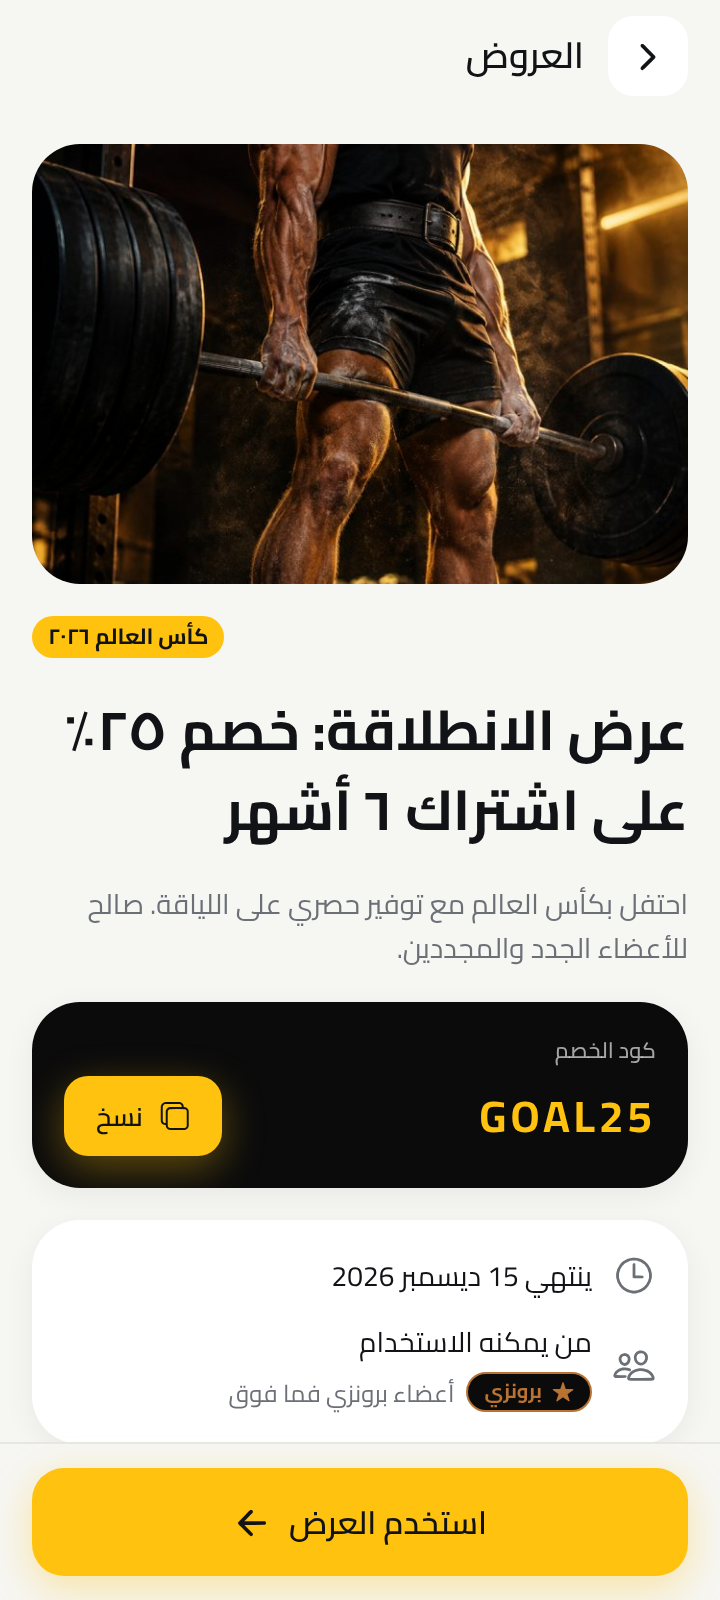 العروض
كأس العالم ٢٠٢٦
عرض الانطلاقة: خصم ٢٥٪
على اشتراك ٦ أشهر
احتفل بكأس العالم مع توفير حصري على اللياقة. صالح
للأعضاء الجدد والمجددين.
كود الخصم
GOAL25
نسخ
ينتهي 15 ديسمبر 2026
من يمكنه الاستخدام
برونزي أعضاء برونزي فما فوق
استخدم العرض